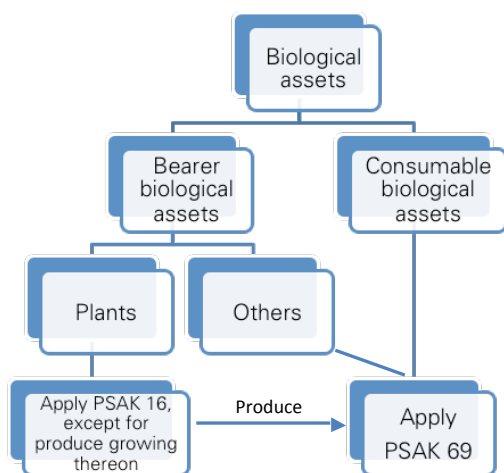 Biological
assets
Bearer
biological
assets
Consumable
biological
assets
Plants
Others
Apply PSAK 16,
except for
produce growing
thereon
Produce
Apply
PSAK 69